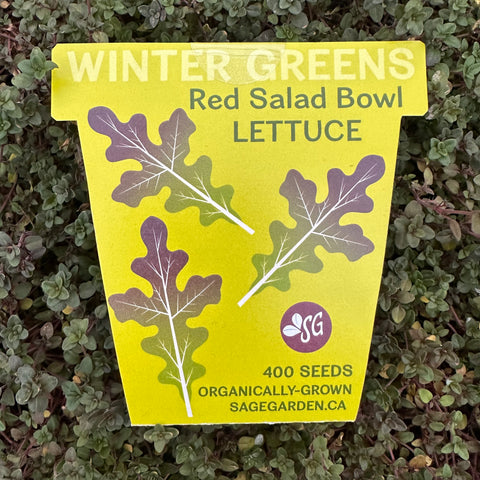 WINTER GREENS
Red Salad Bowl
LETTUCE
SG
400 SEEDS
ORGANICALLY-GROWN
SAGEGARDEN.CA